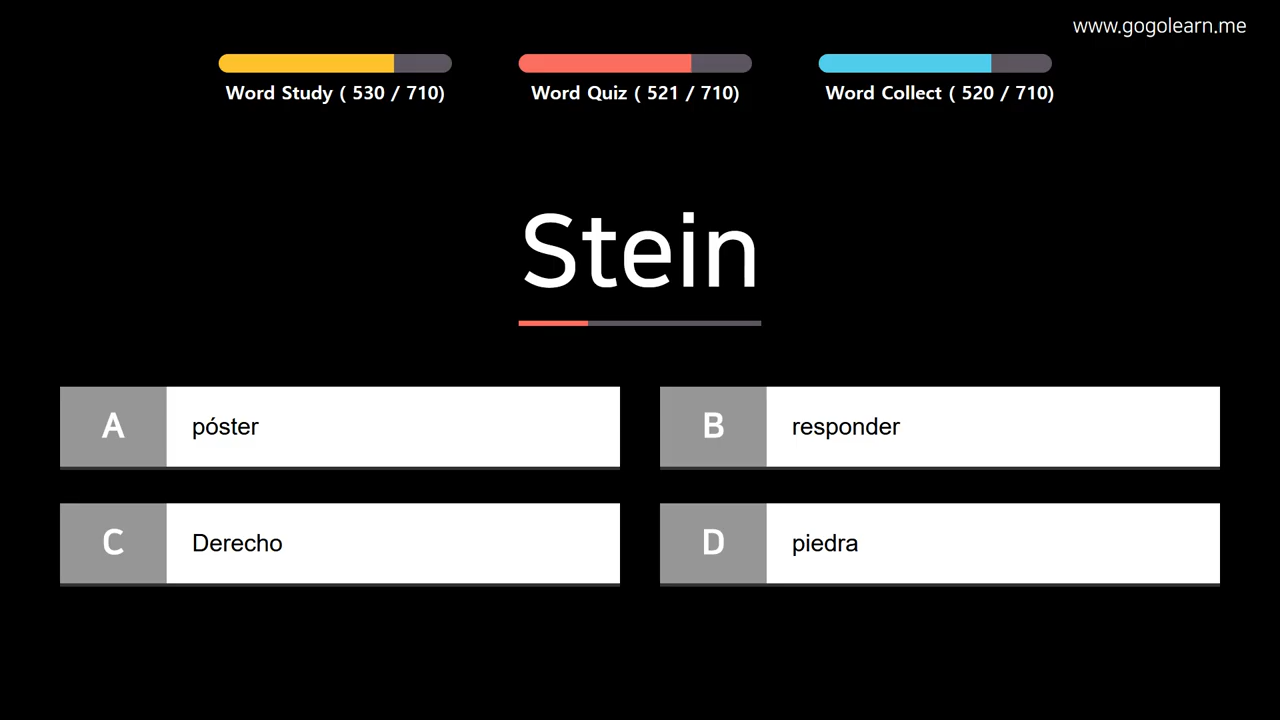 www.gogolearn.me
Word Study ( 530 / 710)
Word Quiz ( 521 / 710)
Word Collect ( 520 / 710)
Stein
A
póster
B
responder
C
Derecho
D
piedra